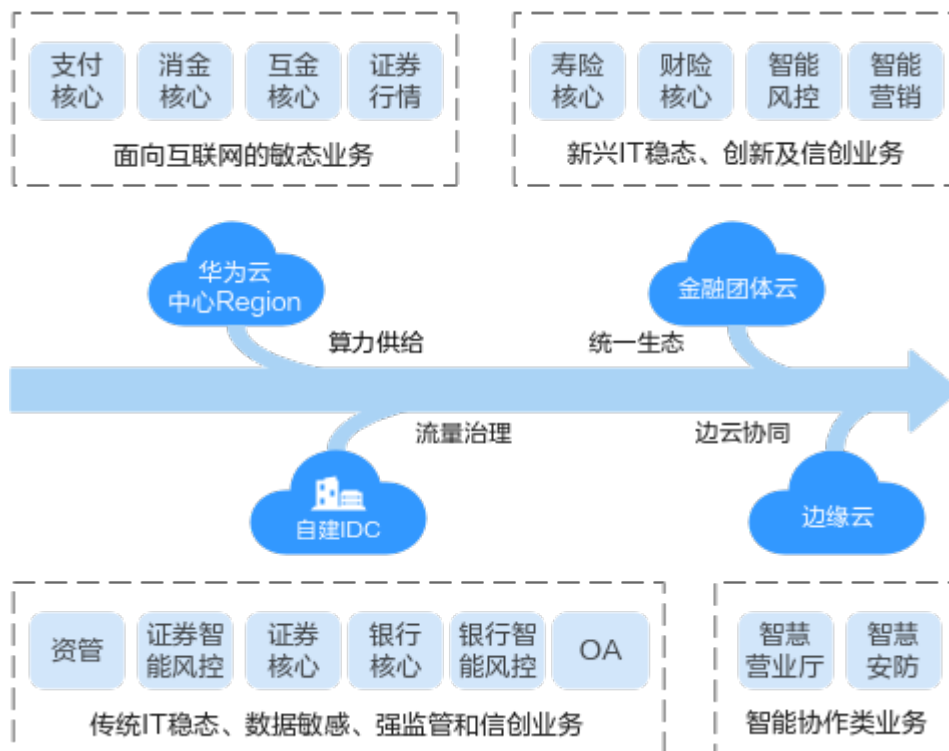 支付
核心
消金
核心
互金
核心
证券
行情
面向互联网的敏态业务
寿险
核心
财险
核心
智能
风控
智能
营销
新兴IT稳态、创新及信创业务
华为云
中心Region
金融团体云
算力供给
统一生态
流量治理
边云协同
自建IDC
边缘云
资管
证券智
能风控
证券
核心
银行
核心
银行智
能风控
OA
传统IT稳态、数据敏感、强监管和信创业务
智慧
营业厅
智慧
安防
智能协作类业务